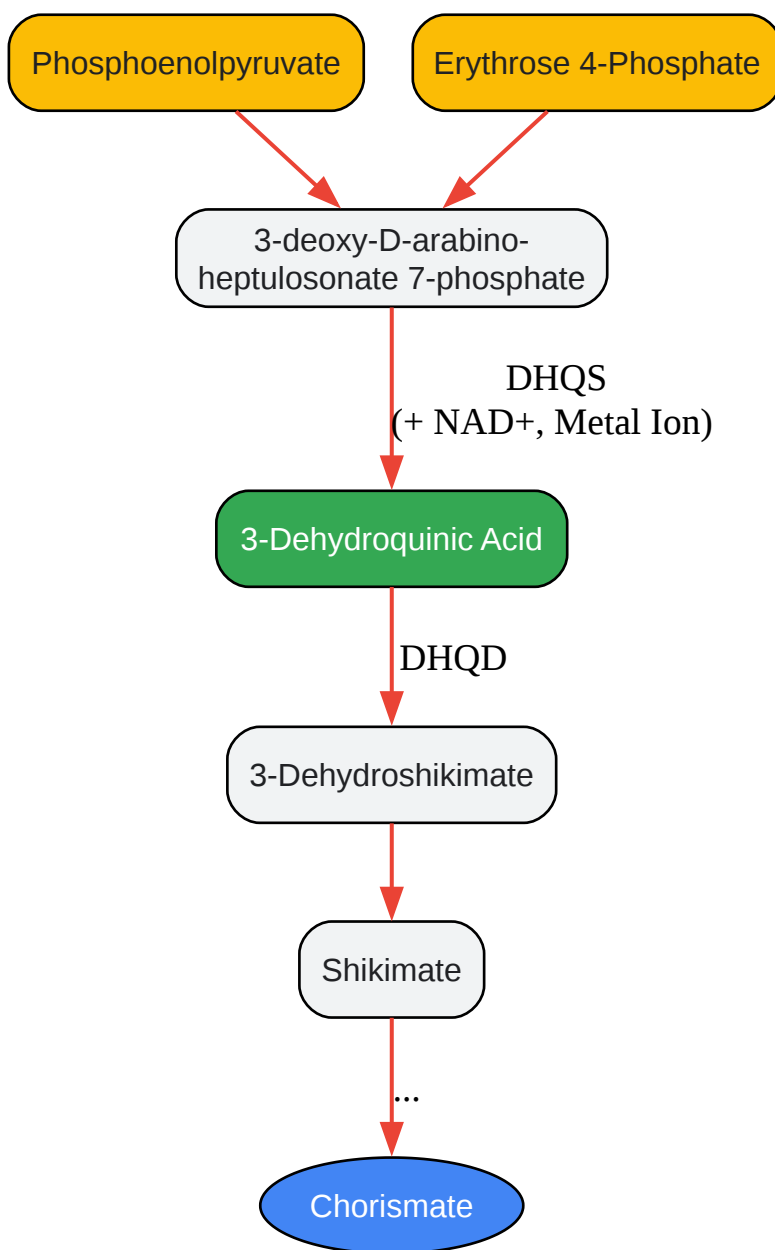 Phosphoenolpyruvate
Erythrose 4-Phosphate
3-deoxy-D-arabino-
heptulosonate 7-phosphate
DHQS
(+ NAD+, Metal Ion)
3-Dehydroquinic Acid
DHQD
3-Dehydroshikimate
Shikimate
...
Chorismate